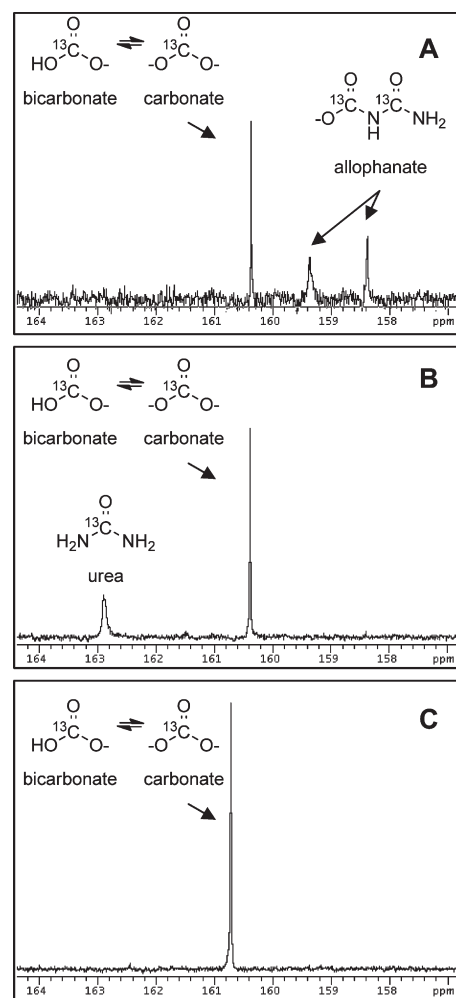 A
O
13C
HO
O-
O
13C
-O
O-
bicarbonate
carbonate
O
13C
-O
N
H
O
13C
NH2
allophanate
164 163 162 161 160 159 158 ppm
B
O
13C
HO
O-
O
13C
-O
O-
bicarbonate
carbonate
O
13C
H2N
NH2
urea
164 163 162 161 160 159 158 ppm
C
O
13C
HO
O-
O
13C
-O
O-
bicarbonate
carbonate
164 163 162 161 160 159 158 ppm